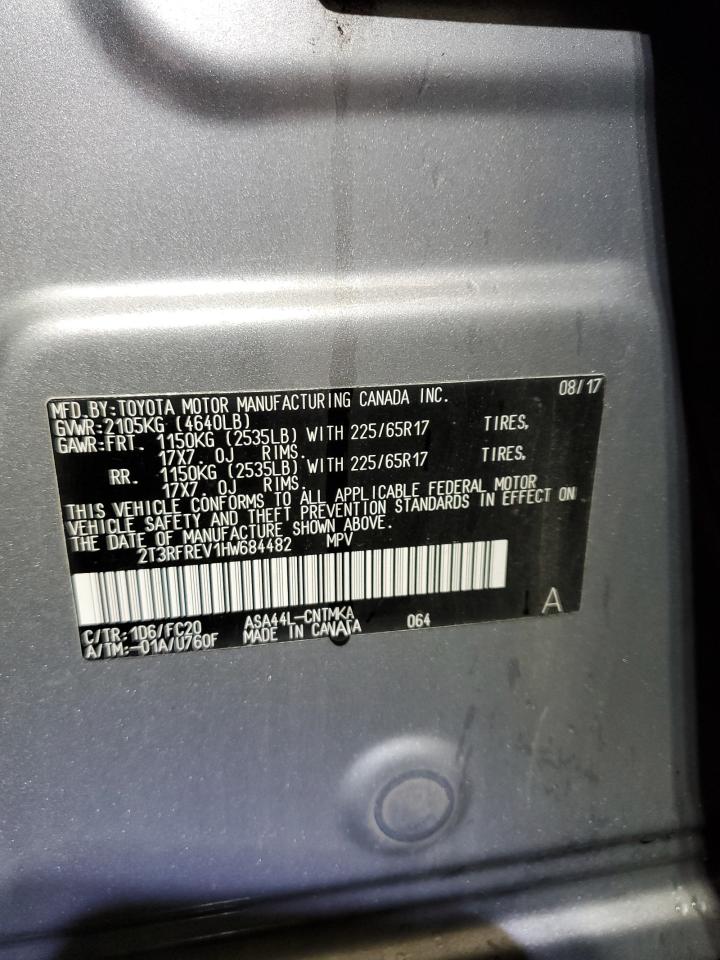 MFD.BY:TOYOTA MOTOR MANUFACTURING CANADA INC. 08/17
GVWR:2105KG (4640LB)
GAWR:FRT. 1150KG (2535LB) WITH 225/65R17 TIRES,
17X7.0J RIMS.
RR. 1150KG (2535LB) WITH 225/65R17 TIRES,
17X7.0J RIMS.
THIS VEHICLE CONFORMS TO ALL APPLICABLE FEDERAL MOTOR
VEHICLE SAFETY AND THEFT PREVENTION STANDARDS IN EFFECT ON
THE DATE OF MANUFACTURE SHOWN ABOVE.
2T3RFREV1HW684482 MPV
C/TR:1D6/FC20 ASA44L-CNTMKA 064 A
A/TM:-01A/U760F MADE IN CANATA